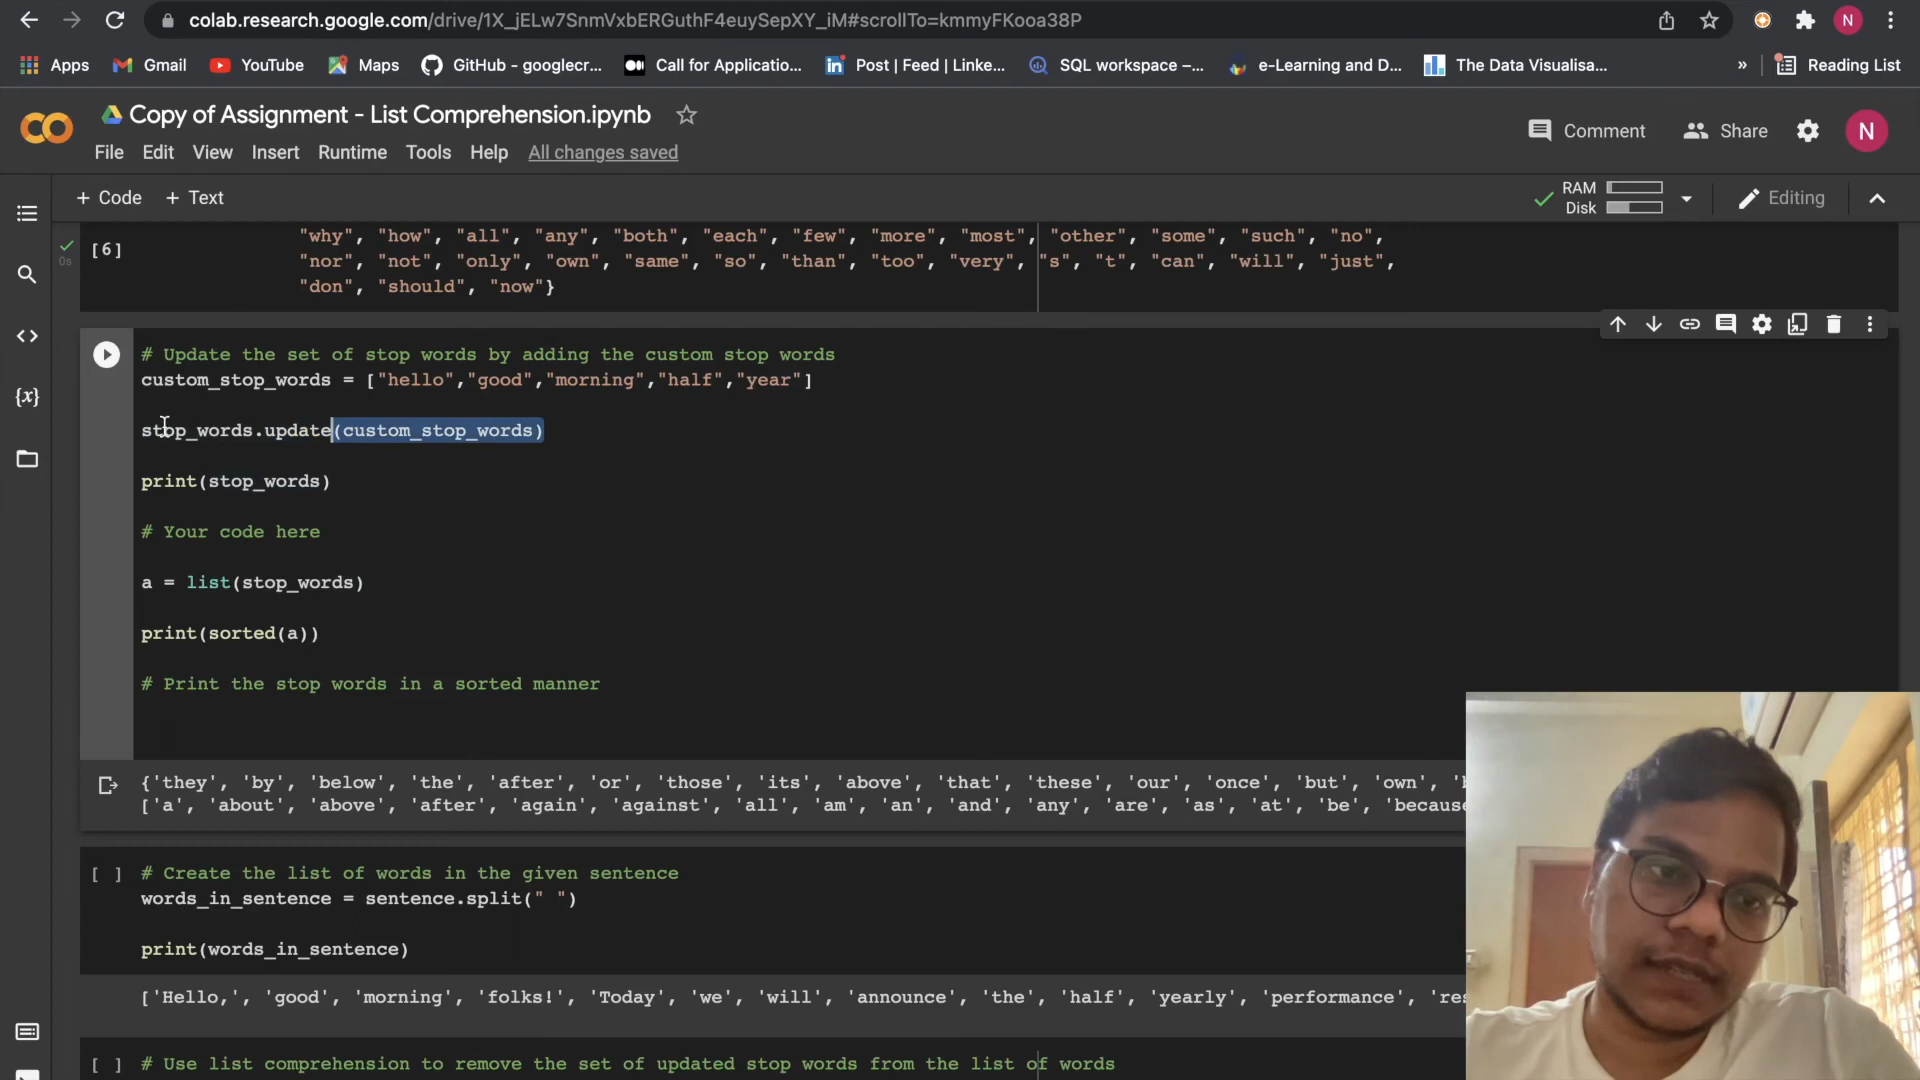 colab.research.google.com/drive/1X_jELw7SnmVxbERGuthF4euySepXY_iM#scrollTo=kmmyFKooa38P
N
Apps Gmail YouTube Maps GitHub - googlecr... Call for Applicatio... Post | Feed | Linke... SQL workspace –... e-Learning and D... The Data Visualisa... » Reading List
Copy of Assignment - List Comprehension.ipynb
Comment Share N
File Edit View Insert Runtime Tools Help All changes saved
+ Code + Text
RAM
Disk
Editing
[6]
0s
"why", "how", "all", "any", "both", "each", "few", "more", "most", "other", "some", "such", "no",
"nor", "not", "only", "own", "same", "so", "than", "too", "very", "s", "t", "can", "will", "just",
"don", "should", "now"}
# Update the set of stop words by adding the custom stop words
custom_stop_words = ["hello","good","morning","half","year"]
stop_words.update(custom_stop_words)
print(stop_words)
# Your code here
a = list(stop_words)
print(sorted(a))
# Print the stop words in a sorted manner
{'they', 'by', 'below', 'the', 'after', 'or', 'those', 'its', 'above', 'that', 'these', 'our', 'once', 'but', 'own',
['a', 'about', 'above', 'after', 'again', 'against', 'all', 'am', 'an', 'and', 'any', 'are', 'as', 'at', 'be', 'because
[ ] # Create the list of words in the given sentence
words_in_sentence = sentence.split(" ")
print(words_in_sentence)
['Hello,', 'good', 'morning', 'folks!', 'Today', 'we', 'will', 'announce', 'the', 'half', 'yearly', 'performance', 'res
[ ] # Use list comprehension to remove the set of updated stop words from the list of words